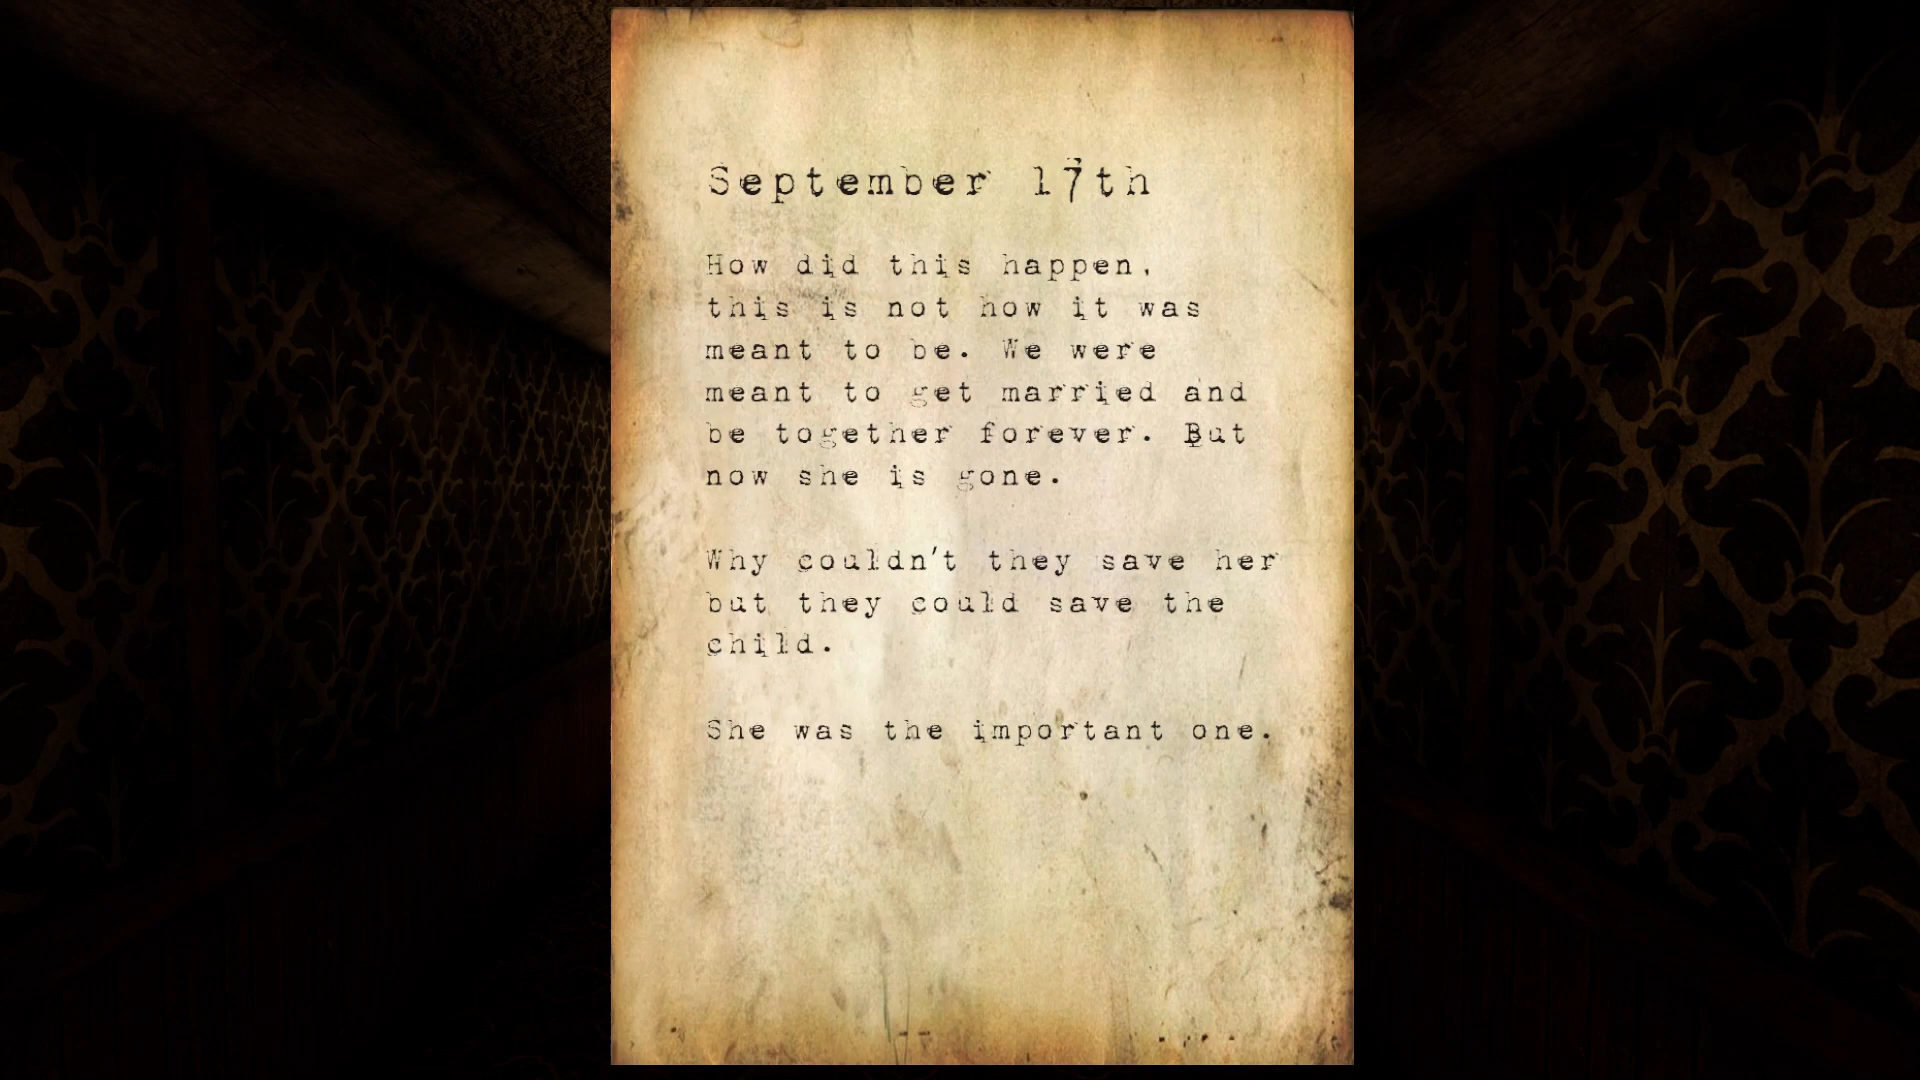 September 17th
How did this happen,
this is not how it was
meant to be. We were
meant to get married and
be together forever. But
now she is gone.
Why couldn't they save her
but they could save the
child.
She was the important one.